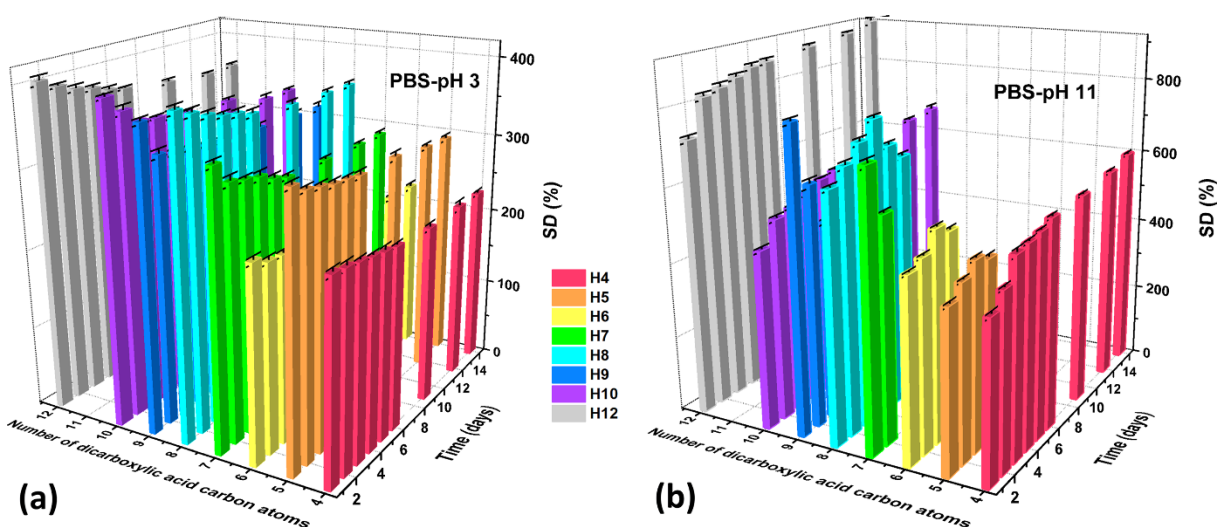 PBS-pH 3
400
300
200
100
0
SD (%)
14
12
10
8
6
4
2
Time (days)
12
11
10
9
8
7
6
5
4
Number of dicarboxylic acid carbon atoms
(a)
H4
H5
H6
H7
H8
H9
H10
H12
PBS-pH 11
800
600
400
200
0
SD (%)
14
12
10
8
6
4
2
Time (days)
12
11
10
9
8
7
6
5
4
Number of dicarboxylic acid carbon atoms
(b)